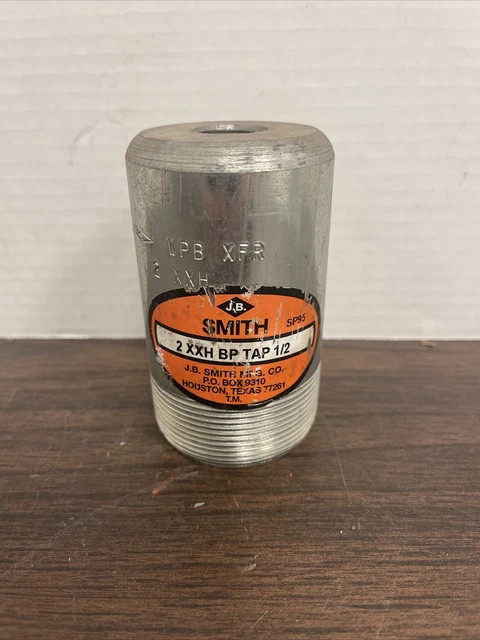 XPB XFR
2 XXH
J.B.
SMITH
SP95
2 XXH BP TAP 1/2
J.B. SMITH MFG. CO.
P.O. BOX 9310
HOUSTON, TEXAS 77261
T.M.